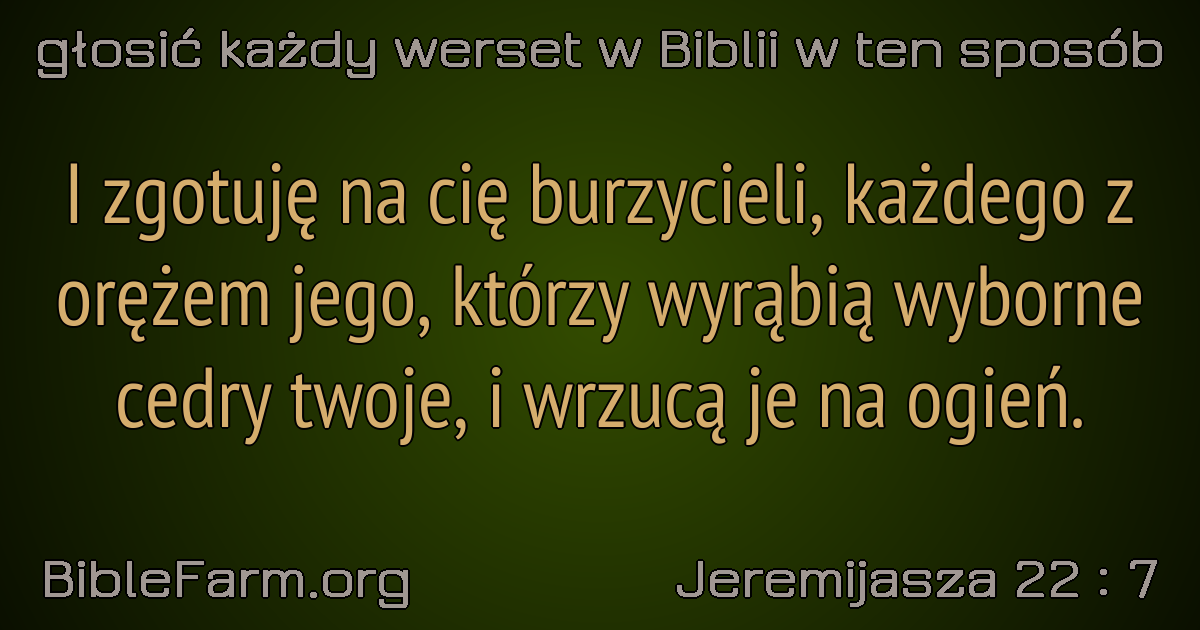 głosić każdy werset w Biblii w ten sposób
I zgotuję na cię burzycieli, każdego z
orężem jego, którzy wyrąbią wyborne
cedry twoje, i wrzucą je na ogień.
BibleFarm.org
Jeremijasza 22 : 7